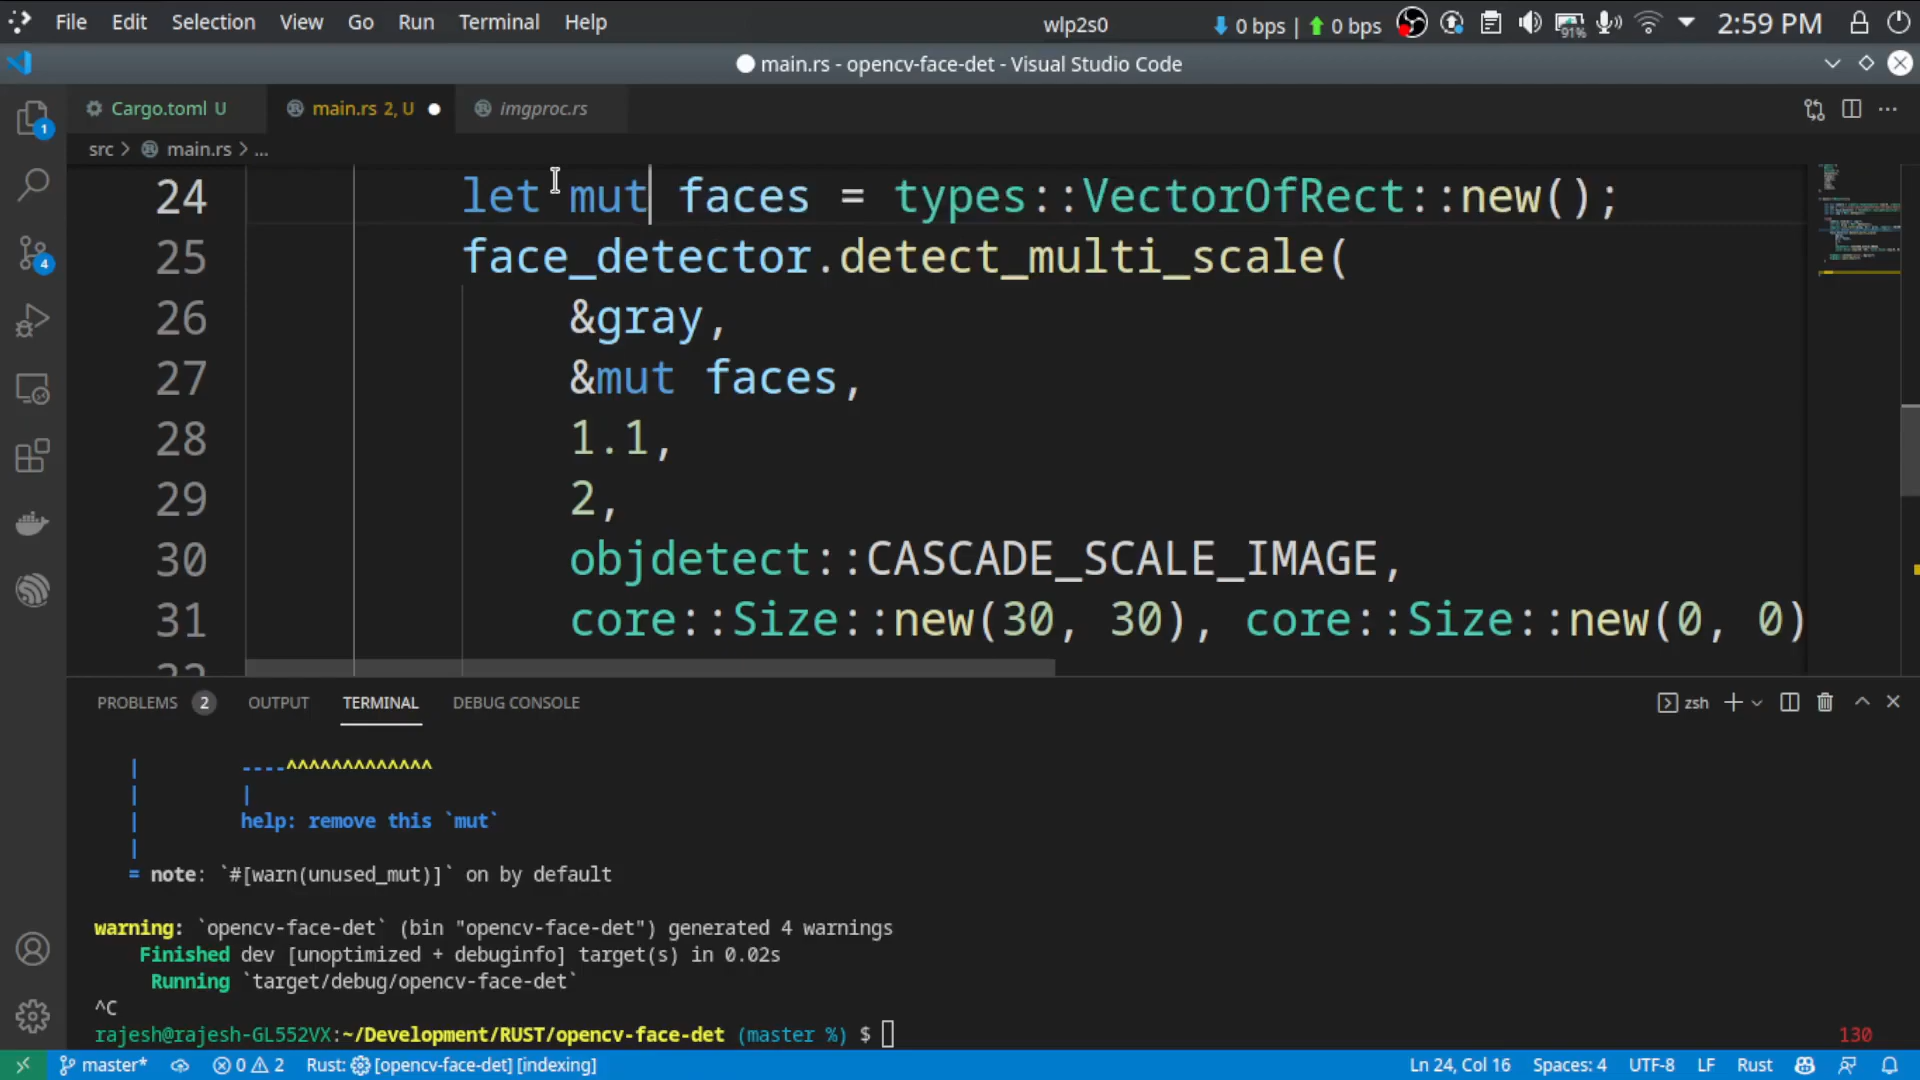 File Edit Selection View Go Run Terminal Help wlp2s0 0 bps | 0 bps 91% 2:59 PM
main.rs - opencv-face-det - Visual Studio Code
Cargo.toml U main.rs 2, U imgproc.rs
src > main.rs > ...
24 let mut faces = types::VectorOfRect::new();
25 face_detector.detect_multi_scale(
26 &gray,
27 &mut faces,
28 1.1,
29 2,
30 objdetect::CASCADE_SCALE_IMAGE,
31 core::Size::new(30, 30), core::Size::new(0, 0)
1
4
PROBLEMS 2 OUTPUT TERMINAL DEBUG CONSOLE zsh
| ----^^^^^^^^^^^^^
| |
| help: remove this `mut`
|
= note: `#[warn(unused_mut)]` on by default
warning: `opencv-face-det` (bin "opencv-face-det") generated 4 warnings
Finished dev [unoptimized + debuginfo] target(s) in 0.02s
Running `target/debug/opencv-face-det`
^C
rajesh@rajesh-GL552VX:~/Development/RUST/opencv-face-det (master %) $ 130
master* 0 2 Rust: [opencv-face-det] [indexing] Ln 24, Col 16 Spaces: 4 UTF-8 LF Rust